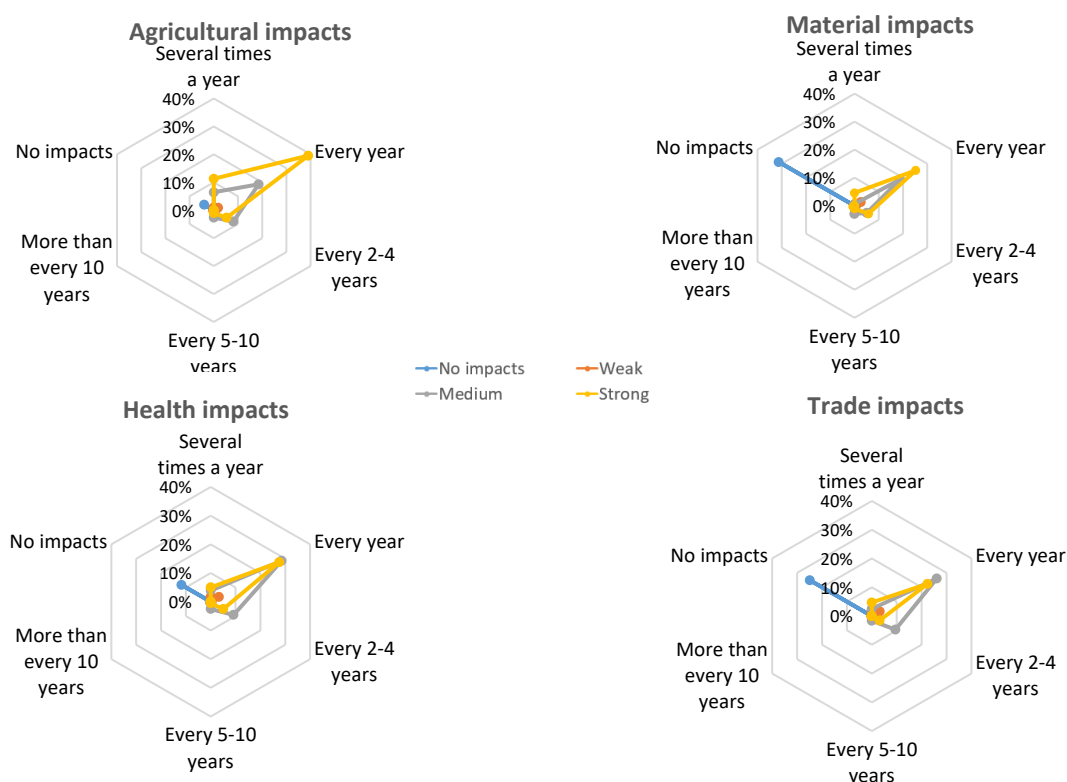 Agricultural impacts
Several times
a year
40%
30%
20%
10%
0%
Every year
Every 2-4
years
Every 5-10
years
More than
every 10
years
No impacts
Material impacts
Several times
a year
40%
30%
20%
10%
0%
Every year
Every 2-4
years
Every 5-10
years
More than
every 10
years
No impacts
No impacts
Weak
Medium
Strong
Health impacts
Several
times a year
40%
30%
20%
10%
0%
Every year
Every 2-4
years
Every 5-10
years
More than
every 10
years
No impacts
Trade impacts
Several
times a year
40%
30%
20%
10%
0%
Every year
Every 2-4
years
Every 5-10
years
More than
every 10
years
No impacts